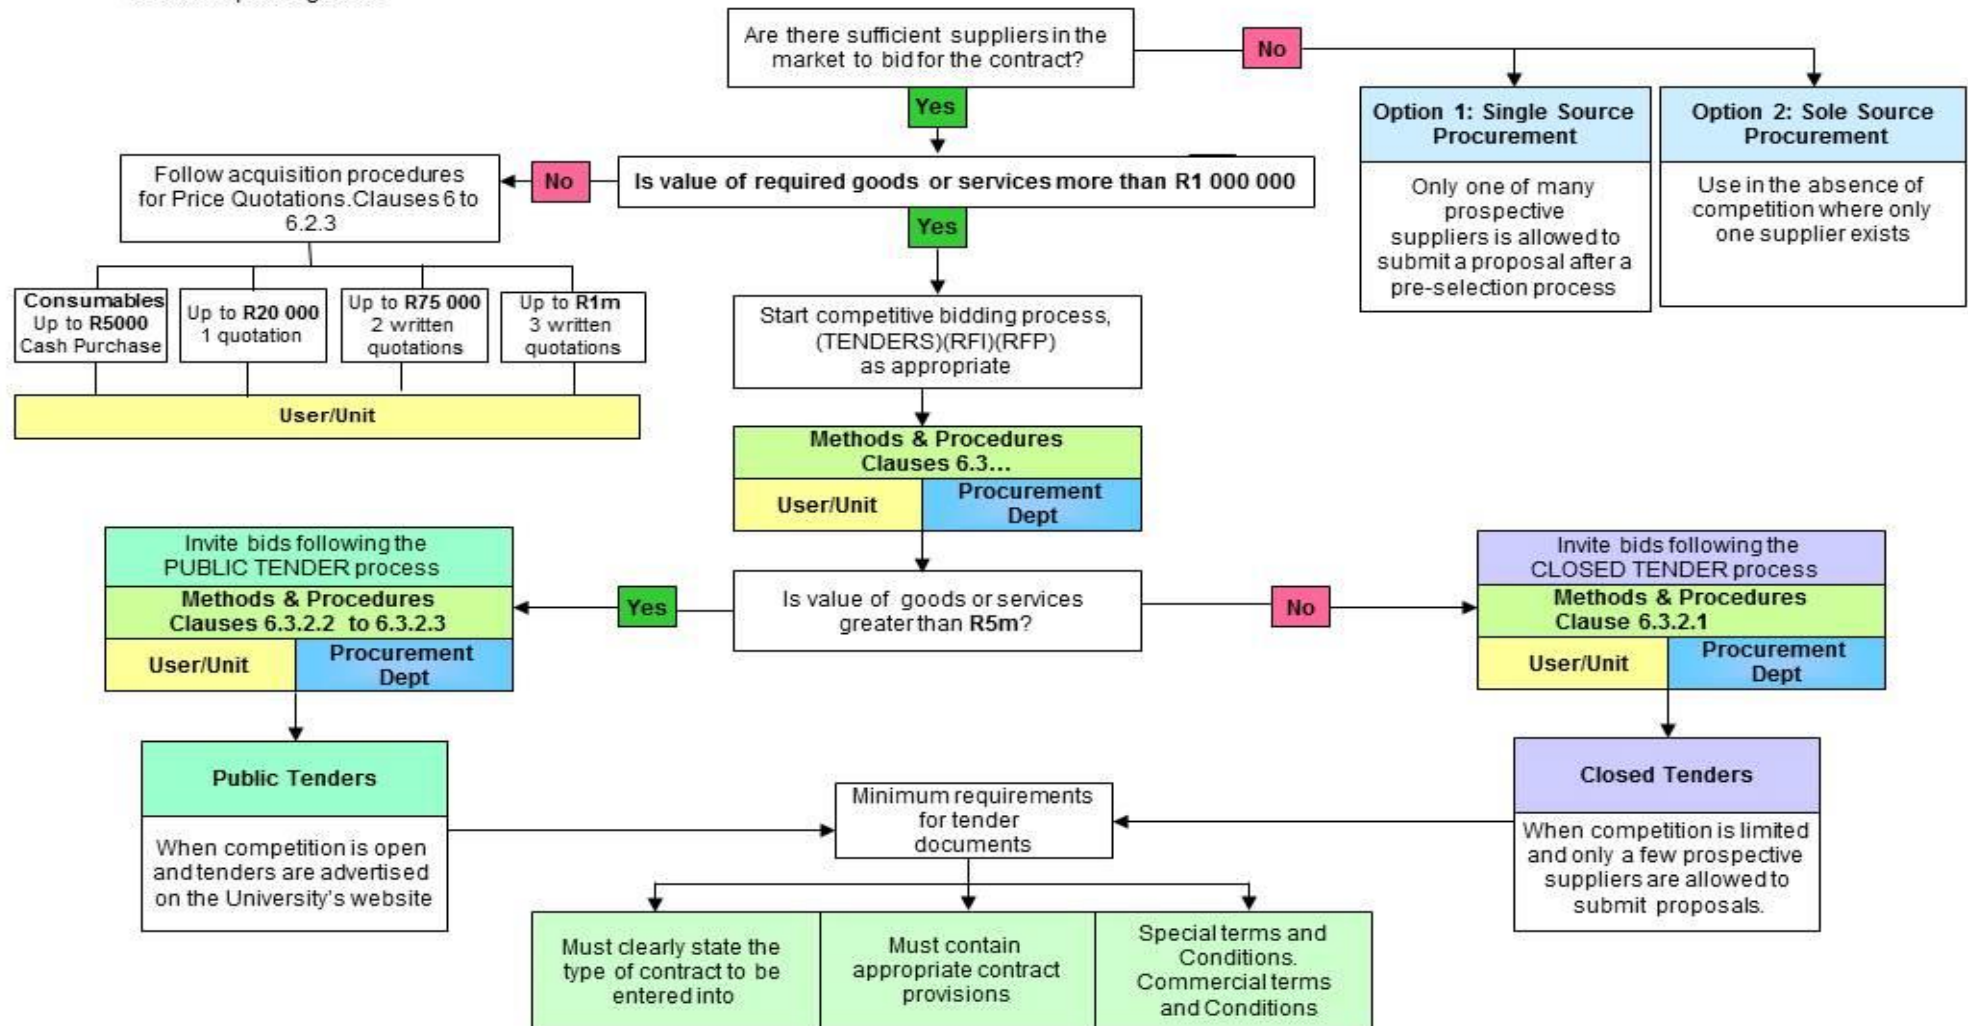 Are there sufficient suppliers in the
market to bid for the contract?
No
Yes
Option 1: Single Source
Procurement
Only one of many
prospective
suppliers is allowed to
submit a proposal after a
pre-selection process
Option 2: Sole Source
Procurement
Use in the absence of
competition where only
one supplier exists
Is value of required goods or services more than R1 000 000
No
Follow acquisition procedures
for Price Quotations.Clauses 6 to
6.2.3
Consumables
Up to R5000
Cash Purchase
Up to R20 000
1 quotation
Up to R75 000
2 written
quotations
Up to R1m
3 written
quotations
User/Unit
Yes
Start competitive bidding process,
(TENDERS)(RFI)(RFP)
as appropriate
Methods & Procedures
Clauses 6.3...
User/Unit
Procurement
Dept
Is value of goods or services
greater than R5m?
Yes
No
Invite bids following the
PUBLIC TENDER process
Methods & Procedures
Clauses 6.3.2.2 to 6.3.2.3
User/Unit
Procurement
Dept
Invite bids following the
CLOSED TENDER process
Methods & Procedures
Clause 6.3.2.1
User/Unit
Procurement
Dept
Public Tenders
When competition is open
and tenders are advertised
on the University's website
Closed Tenders
When competition is limited
and only a few prospective
suppliers are allowed to
submit proposals.
Minimum requirements
for tender
documents
Must clearly state the
type of contract to be
entered into
Must contain
appropriate contract
provisions
Special terms and
Conditions.
Commercial terms
and Conditions